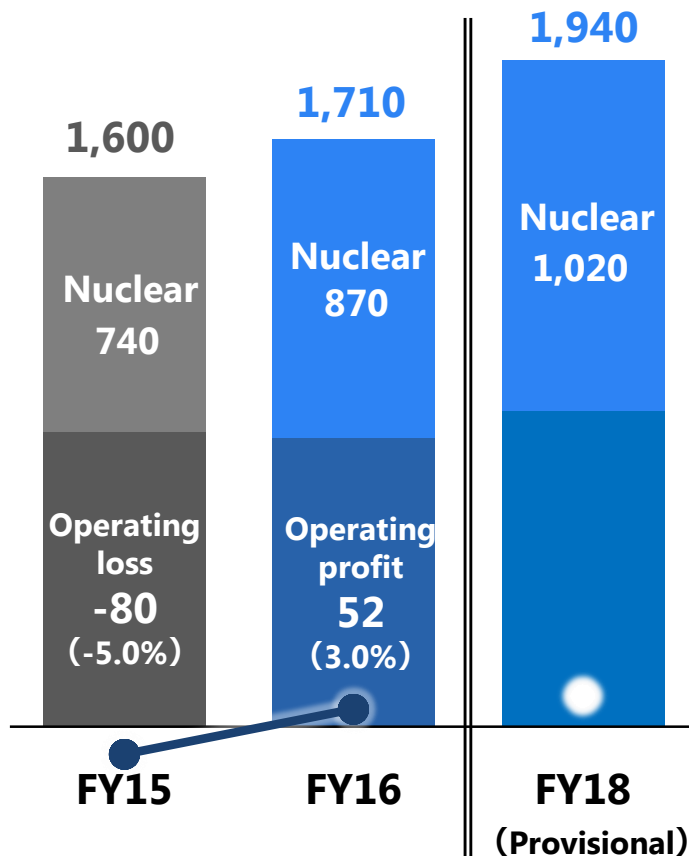 1,600
Nuclear
740
Operating
loss
-80
（-5.0%）
FY15
1,710
Nuclear
870
Operating
profit
52
（3.0%）
FY16
1,940
Nuclear
1,020
FY18
（Provisional）